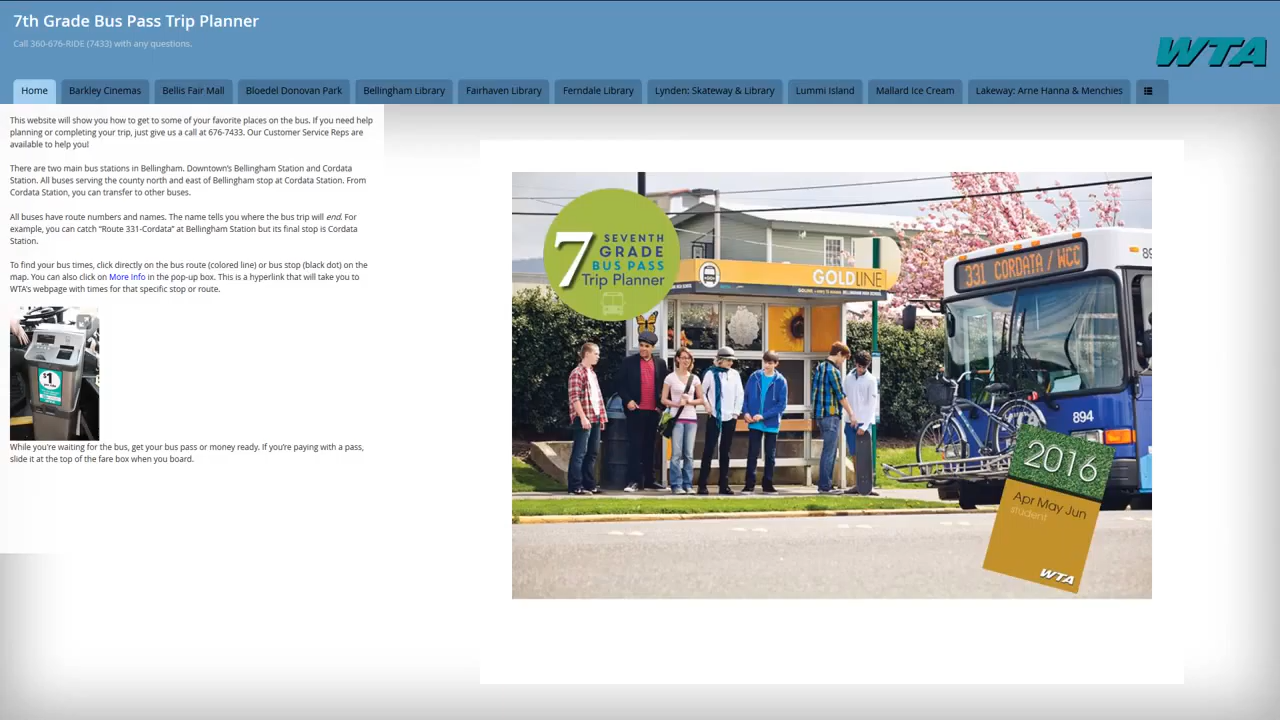 7th Grade Bus Pass Trip Planner
Call 360-676-RIDE (7433) with any questions.
WTA
Home
Barkley Cinemas
Bellis Fair Mall
Bloedel Donovan Park
Bellingham Library
Fairhaven Library
Ferndale Library
Lynden: Skateway & Library
Lummi Island
Mallard Ice Cream
Lakeway: Arne Hanna & Menchies
This website will show you how to get to some of your favorite places on the bus. If you need help
planning or completing your trip, just give us a call at 676-7433. Our Customer Service Reps are
available to help you!
There are two main bus stations in Bellingham. Downtown's Bellingham Station and Cordata
Station. All buses serving the county north and east of Bellingham stop at Cordata Station. From
Cordata Station, you can transfer to other buses.
All buses have route numbers and names. The name tells you where the bus trip will end. For
example, you can catch "Route 331-Cordata" at Bellingham Station but its final stop is Cordata
Station.
To find your bus times, click directly on the bus route (colored line) or bus stop (black dot) on the
map. You can also click on More Info in the pop-up box. This is a hyperlink that will take you to
WTA's webpage with times for that specific stop or route.
$1
While you're waiting for the bus, get your bus pass or money ready. If you're paying with a pass,
slide it at the top of the fare box when you board.
7 SEVENTH
GRADE
BUS PASS
Trip Planner
GOLDLINE
331 CORDATA/WCC
89
894
2016
Apr May Jun
student
WTA